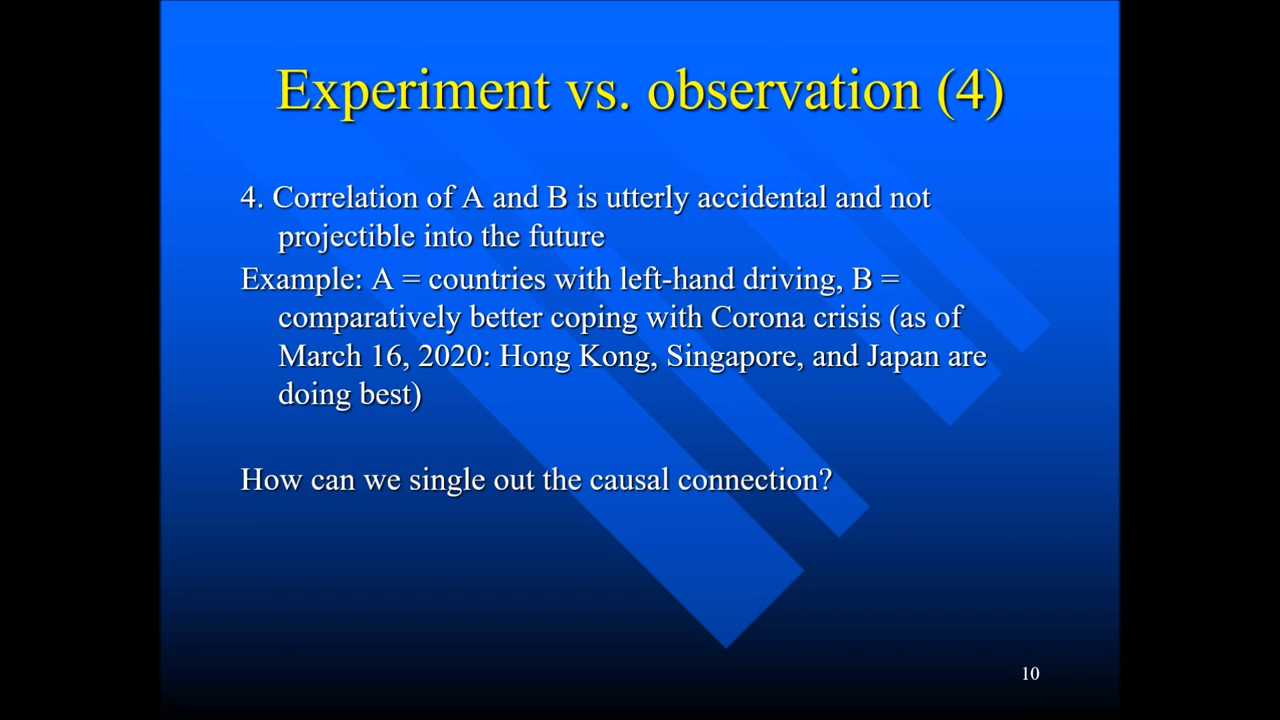 Experiment vs. observation (4)
4. Correlation of A and B is utterly accidental and not
projectible into the future
Example: A = countries with left-hand driving, B =
comparatively better coping with Corona crisis (as of
March 16, 2020: Hong Kong, Singapore, and Japan are
doing best)
How can we single out the causal connection?
10